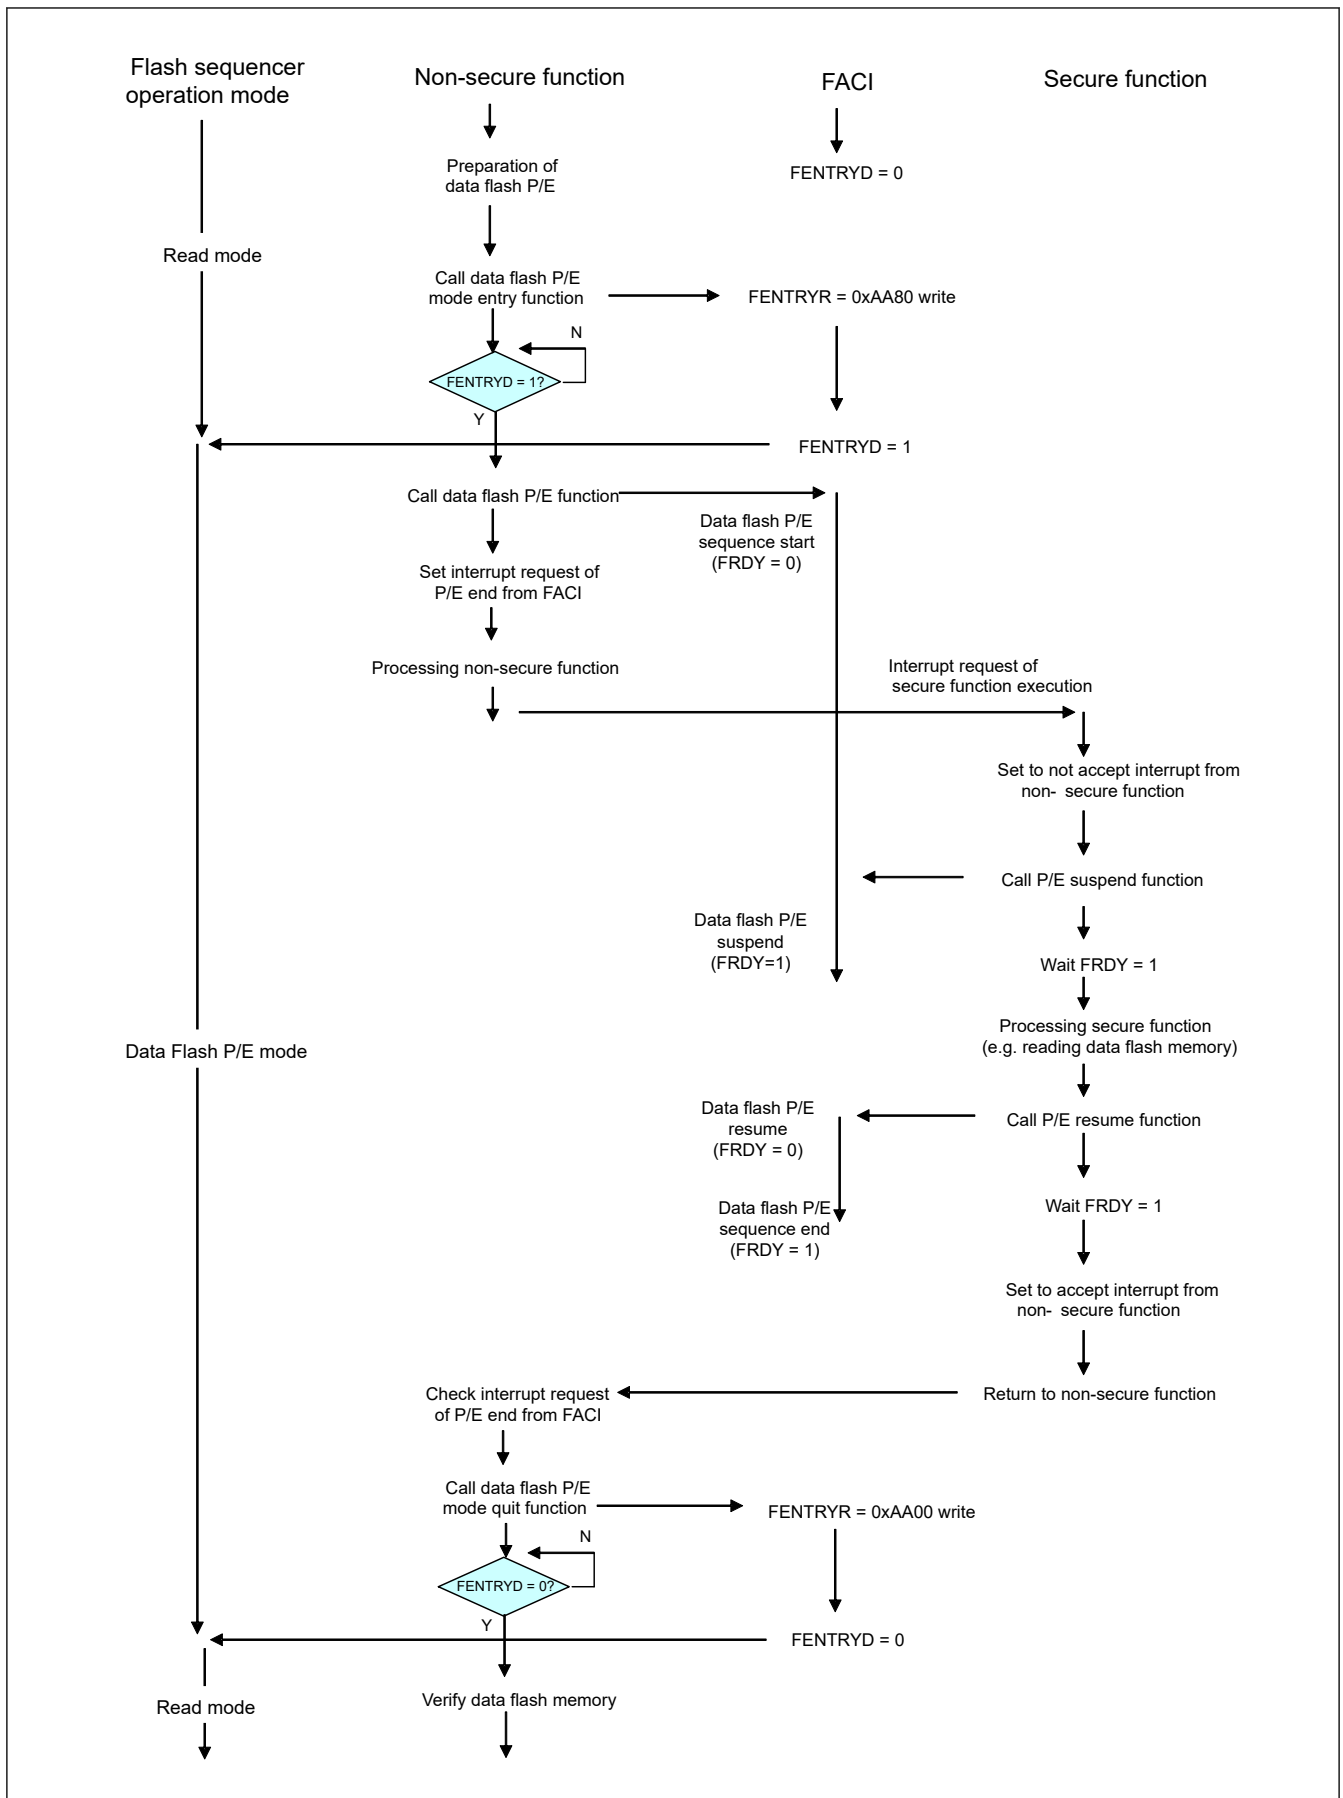 Flash sequencer
operation mode
Non-secure function
FACI
Secure function
Preparation of
data flash P/E
FENTRYD = 0
Read mode
Call data flash P/E
mode entry function
FENTRYR = 0xAA80 write
N
FENTRYD = 1?
Y
FENTRYD = 1
Call data flash P/E function
Data flash P/E
sequence start
(FRDY = 0)
Set interrupt request of
P/E end from FACI
Processing non-secure function
Interrupt request of
secure function execution
Set to not accept interrupt from
non- secure function
Call P/E suspend function
Data flash P/E
suspend
(FRDY=1)
Wait FRDY = 1
Processing secure function
(e.g. reading data flash memory)
Data Flash P/E mode
Data flash P/E
resume
(FRDY = 0)
Call P/E resume function
Data flash P/E
sequence end
(FRDY = 1)
Wait FRDY = 1
Set to accept interrupt from
non- secure function
Return to non-secure function
Check interrupt request
of P/E end from FACI
Call data flash P/E
mode quit function
FENTRYR = 0xAA00 write
N
FENTRYD = 0?
Y
FENTRYD = 0
Read mode
Verify data flash memory